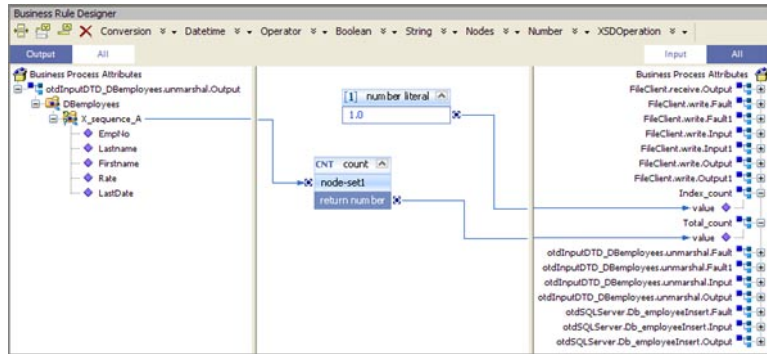 Business Rule Designer
Conversion Datetime Operator Boolean String Nodes Number XSDOperation
Output All
Input All
Business Process Attributes
otdInputDTD_DBemployees.unmarshal.Output
DBemployees
X_sequence_A
EmpNo
Lastname
Firstname
Rate
LastDate
[1] number literal
1.0
CNT count
node-set1
return number
Business Process Attributes
FileClient.receive.Output
FileClient.write.Fault
FileClient.write.Fault1
FileClient.write.Input
FileClient.write.Input1
FileClient.write.Output
FileClient.write.Output1
Index_count
value
Total_count
value
otdInputDTD_DBemployees.unmarshal.Fault
otdInputDTD_DBemployees.unmarshal.Fault1
otdInputDTD_DBemployees.unmarshal.Input
otdInputDTD_DBemployees.unmarshal.Output
otdSQLServer.Db_employeeInsert.Fault
otdSQLServer.Db_employeeInsert.Input
otdSQLServer.Db_employeeInsert.Output